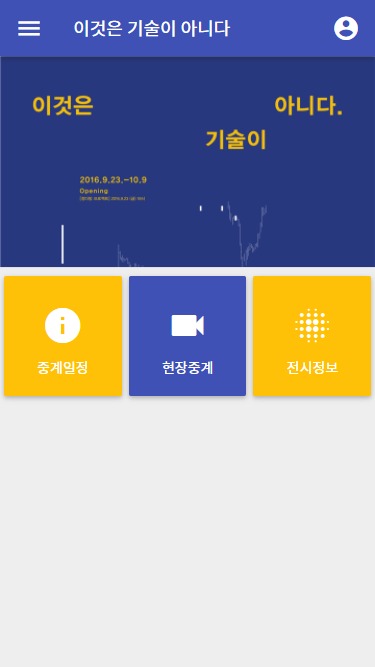 이것은 기술이 아니다
이것은
아니다.
기술이
2016.9.23.–10.9
Opening
중계일정
현장중계
전시정보